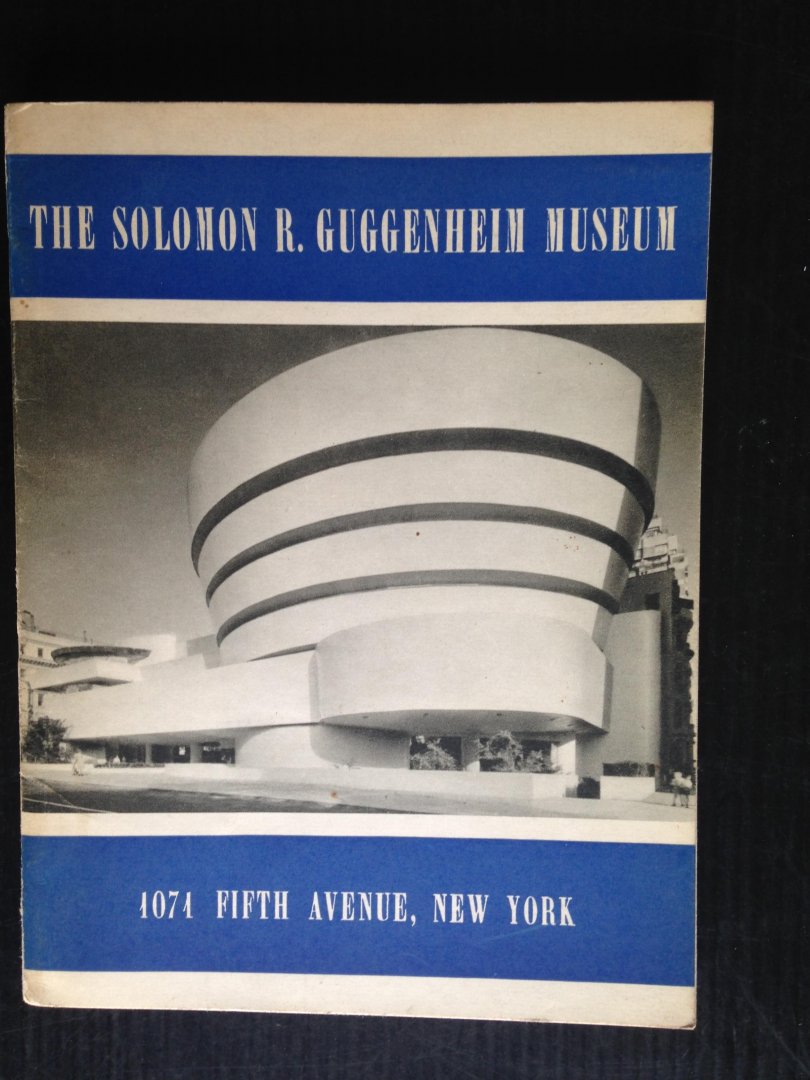 THE SOLOMON R. GUGGENHEIM MUSEUM
1071 FIFTH AVENUE, NEW YORK